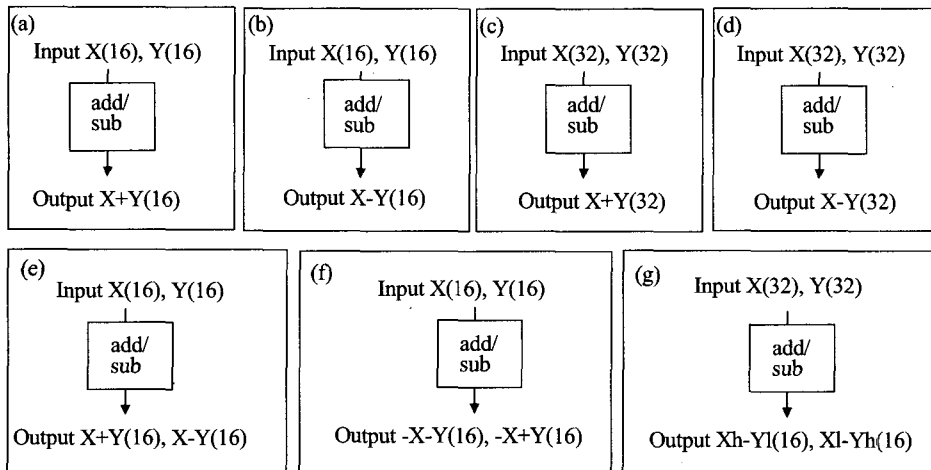 (a)
Input X(16), Y(16)
add/
sub
Output X+Y(16)
(b)
Input X(16), Y(16)
add/
sub
Output X-Y(16)
(c)
Input X(32), Y(32)
add/
sub
Output X+Y(32)
(d)
Input X(32), Y(32)
add/
sub
Output X-Y(32)
(e)
Input X(16), Y(16)
add/
sub
Output X+Y(16), X-Y(16)
(f)
Input X(16), Y(16)
add/
sub
Output -X-Y(16), -X+Y(16)
(g)
Input X(32), Y(32)
add/
sub
Output Xh-Yl(16), Xl-Yh(16)